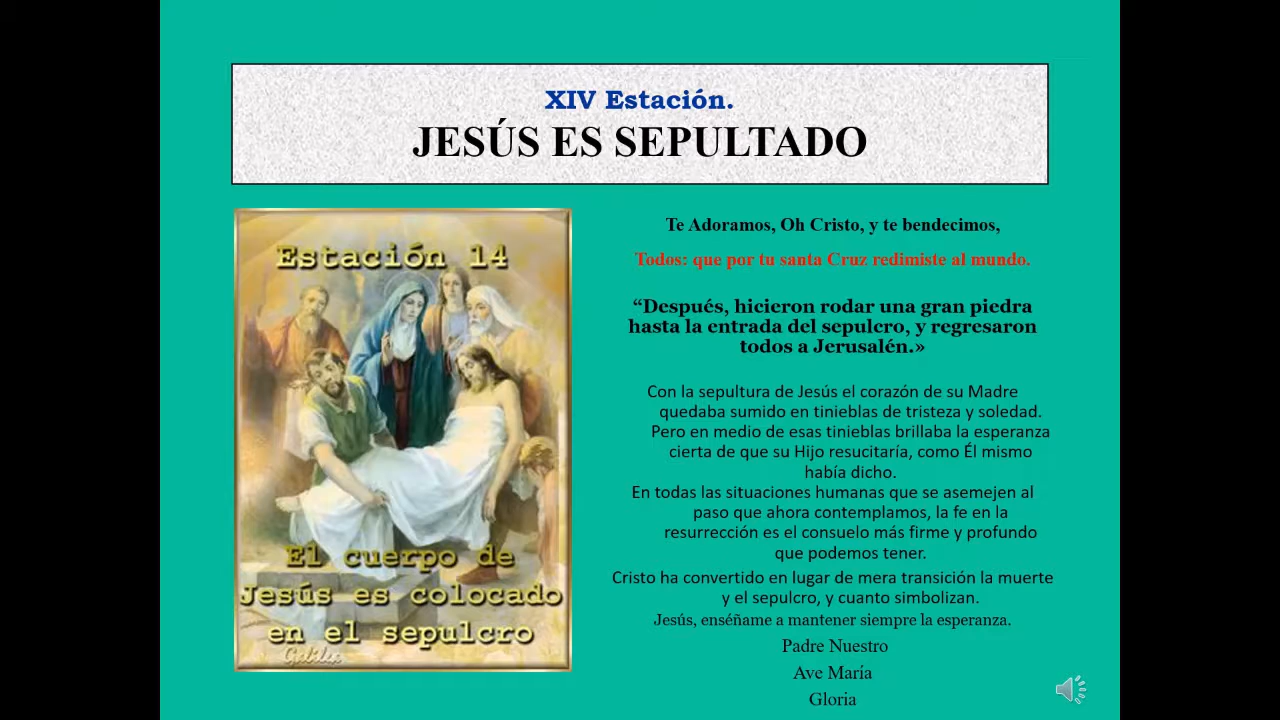 XIV Estación.
JESÚS ES SEPULTADO
Estación 14
El cuerpo de
Jesús es colocado
en el sepulcro
Te Adoramos, Oh Cristo, y te bendecimos,
Todos: que por tu santa Cruz redimiste al mundo.
“Después, hicieron rodar una gran piedra
hasta la entrada del sepulcro, y regresaron
todos a Jerusalén.»
Con la sepultura de Jesús el corazón de su Madre
quedaba sumido en tinieblas de tristeza y soledad.
Pero en medio de esas tinieblas brillaba la esperanza
cierta de que su Hijo resucitaría, como Él mismo
había dicho.
En todas las situaciones humanas que se asemejen al
paso que ahora contemplamos, la fe en la
resurrección es el consuelo más firme y profundo
que podemos tener.
Cristo ha convertido en lugar de mera transición la muerte
y el sepulcro, y cuanto simbolizan.
Jesús, enséñame a mantener siempre la esperanza.
Padre Nuestro
Ave María
Gloria